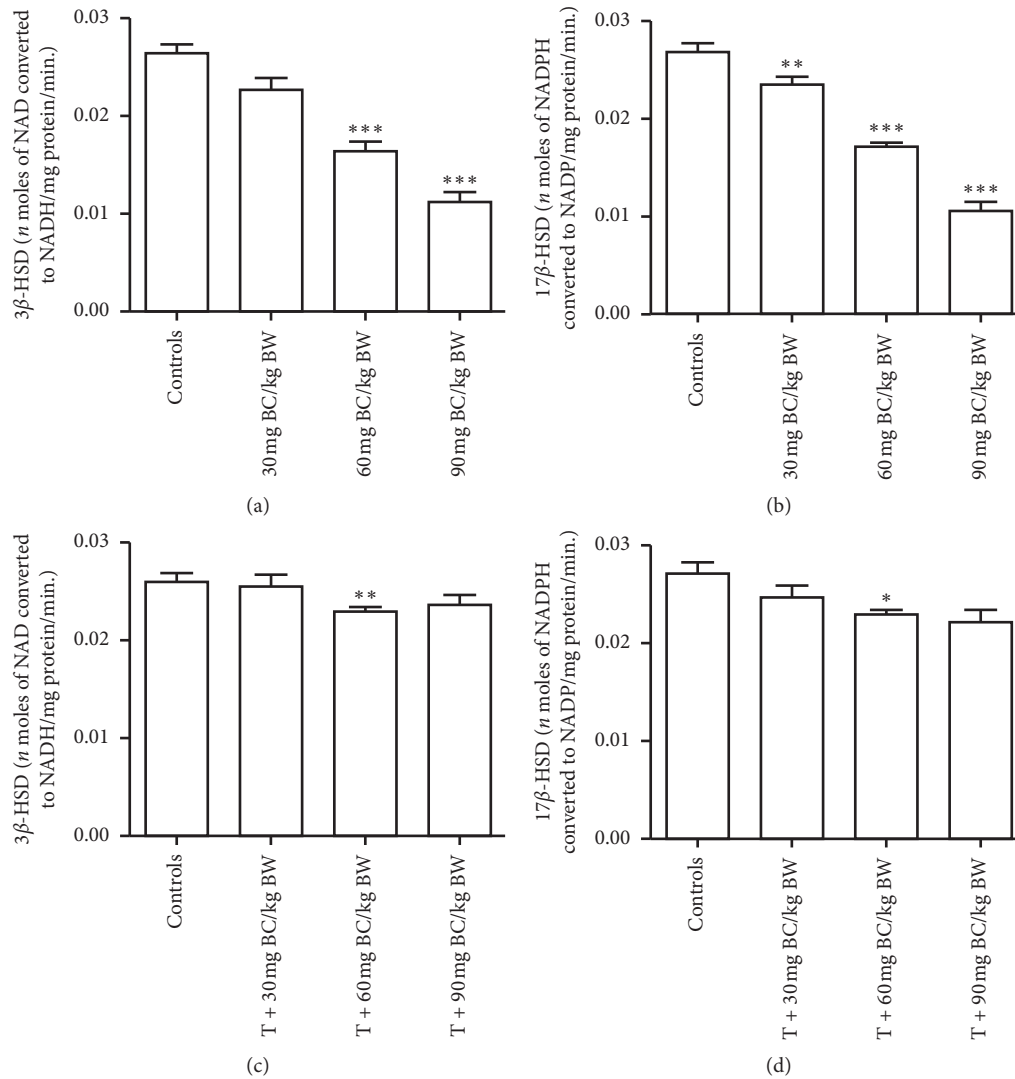 3β-HSD (n moles of NAD converted
to NADH/mg protein/min.)
0.03
0.02
0.01
0.00
***
***
Controls
30 mg BC/kg BW
60 mg BC/kg BW
90 mg BC/kg BW
(a)
17β-HSD (n moles of NADPH
converted to NADP/mg protein/min.)
0.03
0.02
0.01
0.00
**
***
***
Controls
30 mg BC/kg BW
60 mg BC/kg BW
90 mg BC/kg BW
(b)
3β-HSD (n moles of NAD converted
to NADH/mg protein/min.)
0.03
0.02
0.01
0.00
**
Controls
T + 30 mg BC/kg BW
T + 60 mg BC/kg BW
T + 90 mg BC/kg BW
(c)
17β-HSD (n moles of NADPH
converted to NADP/mg protein/min.)
0.03
0.02
0.01
0.00
*
Controls
T + 30 mg BC/kg BW
T + 60 mg BC/kg BW
T + 90 mg BC/kg BW
(d)